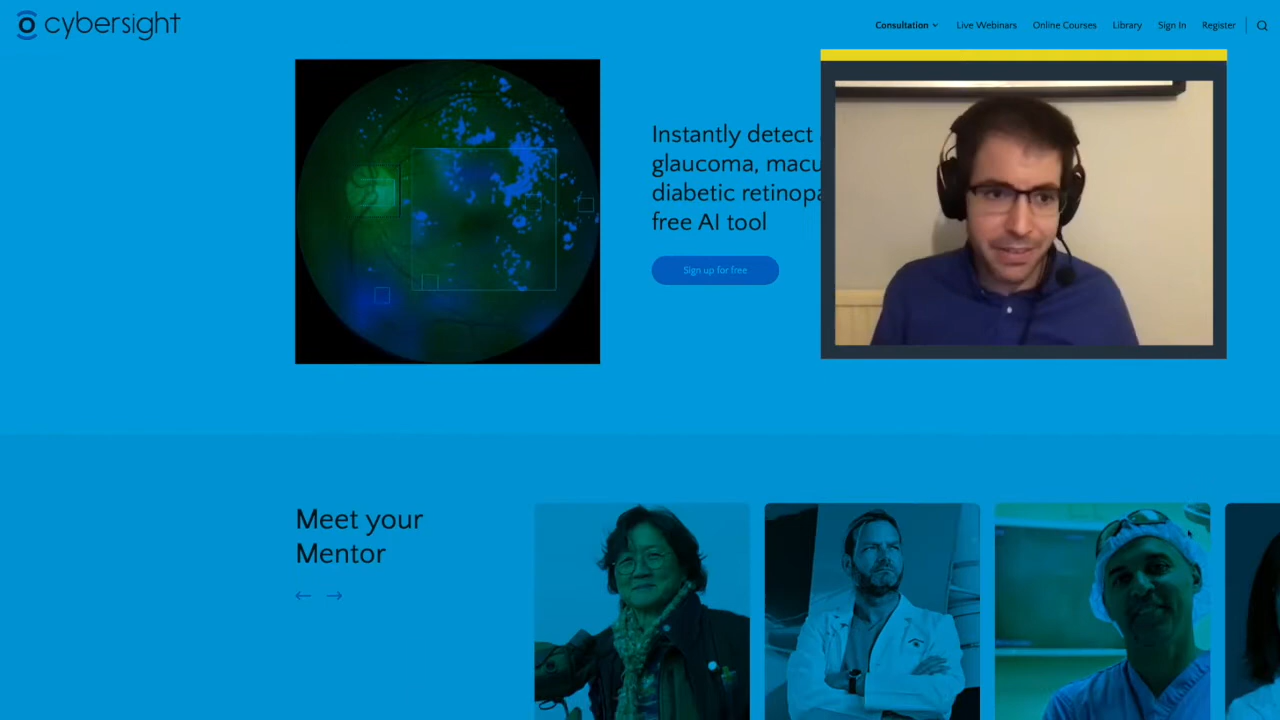 cybersight
Consultation
Live Webinars
Online Courses
Library
Sign In
Register
Instantly detect
glaucoma, macu
diabetic retinopa
free AI tool
Sign up for free
Meet your
Mentor